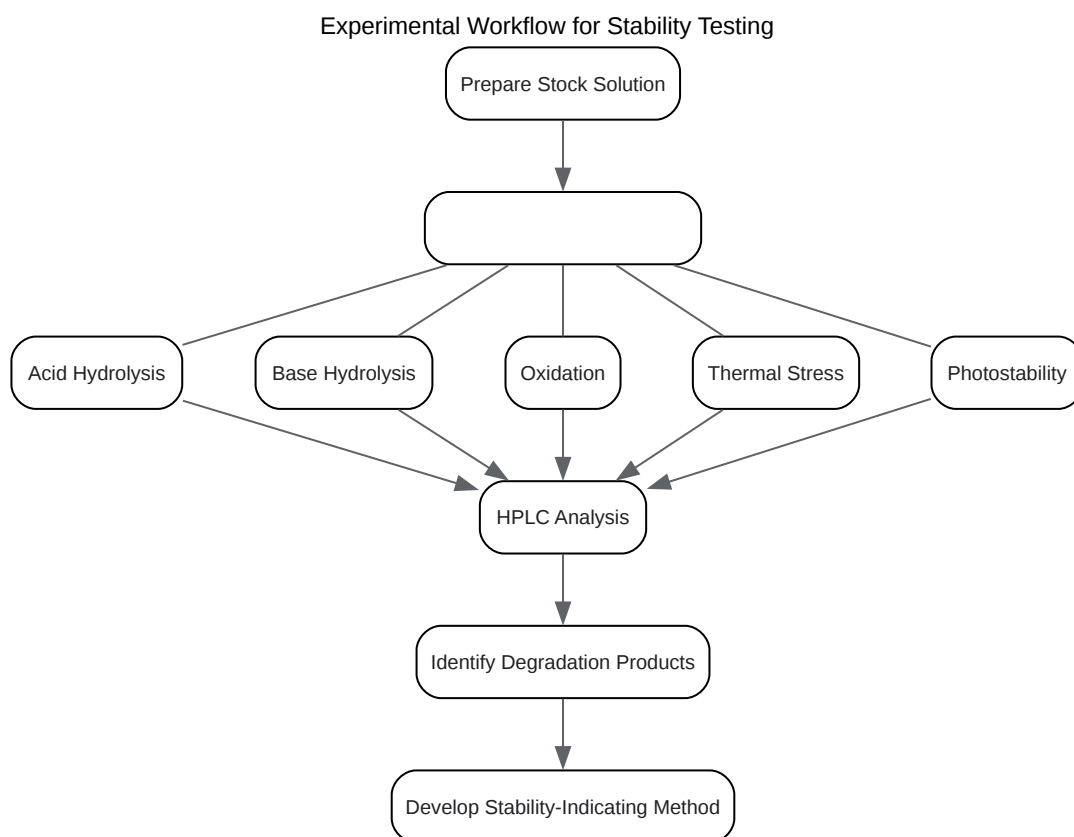 Experimental Workflow for Stability Testing
Prepare Stock Solution
Acid Hydrolysis
Base Hydrolysis
Oxidation
Thermal Stress
Photostability
HPLC Analysis
Identify Degradation Products
Develop Stability-Indicating Method